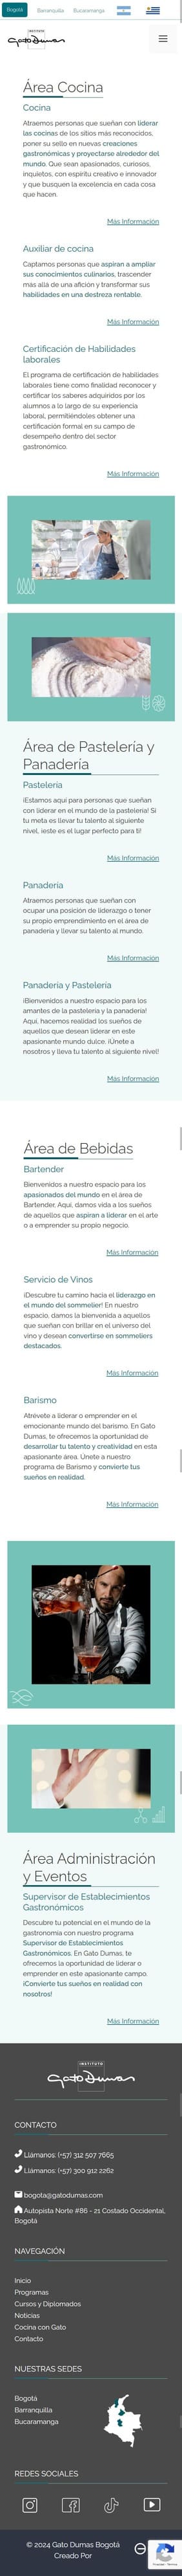 Bogotá
Barranquilla
Bucaramanga
INSTITUTO
GatoDumas
Área Cocina
Cocina
Atraemos personas que sueñan con liderar
las cocinas de los sitios más reconocidos,
poner su sello en nuevas creaciones
gastronómicas y proyectarse alrededor del
mundo. Que sean apasionados, curiosos,
inquietos, con espíritu creativo e innovador
y que busquen la excelencia en cada cosa
que hacen.
Más Información
Auxiliar de cocina
Captamos personas que aspiran a ampliar
sus conocimientos culinarios, trascender
más allá de una afición y transformar sus
habilidades en una destreza rentable.
Más Información
Certificación de Habilidades
laborales
El programa de certificación de habilidades
laborales tiene como finalidad reconocer y
certificar los saberes adquiridos por los
alumnos a lo largo de su experiencia
laboral, permitiéndoles obtener una
certificación formal en su campo de
desempeño dentro del sector
gastronómico.
Más Información
Área de Pastelería y
Panadería
Pastelería
¡Estamos aquí para personas que sueñan
con liderar en el mundo de la pastelería! Si
tu meta es llevar tu talento al siguiente
nivel, ¡este es el lugar perfecto para ti!
Más Información
Panadería
Atraemos personas que sueñan con
ocupar una posición de liderazgo o tener
su propio emprendimiento en el área de
panadería y llevar su talento al mundo.
Más Información
Panadería y Pastelería
¡Bienvenidos a nuestro espacio para los
amantes de la pastelería y la panadería!
Aquí, hacemos realidad los sueños de
aquellos que desean liderar en este
apasionante mundo dulce. ¡Únete a
nosotros y lleva tu talento al siguiente nivel!
Más Información
Área de Bebidas
Bartender
Bienvenidos a nuestro espacio para los
apasionados del mundo en el área de
Bartender, Aquí, damos vida a los sueños
de aquellos que aspiran a liderar en el arte
o a emprender su propio negocio.
Más Información
Servicio de Vinos
¡Descubre tu camino hacia el liderazgo en
el mundo del sommelier! En nuestro
espacio, damos la bienvenida a aquellos
que sueñan con brillar en el universo del
vino y desean convertirse en sommeliers
destacados.
Más Información
Barismo
Atrévete a liderar o emprender en el
emocionante mundo del barismo. En Gato
Dumas, te ofrecemos la oportunidad de
desarrollar tu talento y creatividad en esta
apasionante área. Únete a nuestro
programa de Barismo y convierte tus
sueños en realidad.
Más Información
Área Administración
y Eventos
Supervisor de Establecimientos
Gastronómicos
Descubre tu potencial en el mundo de la
gastronomía con nuestro programa
Supervisor de Establecimientos
Gastronómicos. En Gato Dumas, te
ofrecemos la oportunidad de liderar o
emprender en este apasionante campo.
¡Convierte tus sueños en realidad con
nosotros!
Más Información
INSTITUTO
GatoDumas
CONTACTO
Llámanos: (+57) 312 507 7665
Llámanos: (+57) 300 912 2262
bogota@gatodumas.com
Autopista Norte #86 - 21 Costado Occidental,
Bogotá
NAVEGACIÓN
Inicio
Programas
Cursos y Diplomados
Noticias
Cocina con Gato
Contacto
NUESTRAS SEDES
Bogotá
Barranquilla
Bucaramanga
REDES SOCIALES
© 2024 Gato Dumas Bogotá
Creado Por